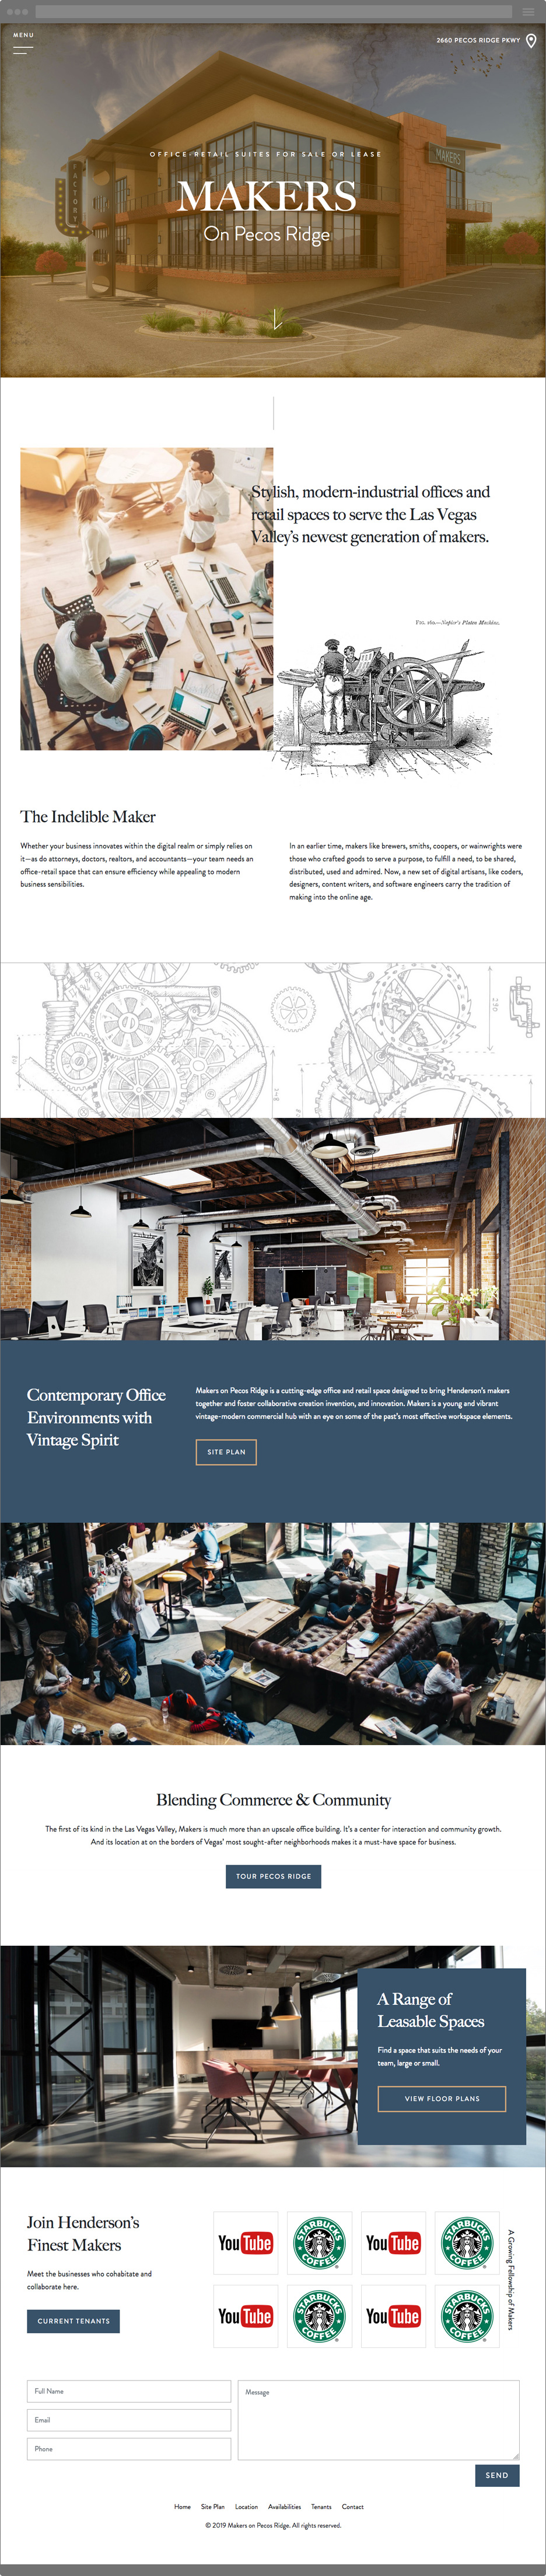 MENU
2660 PECOS RIDGE PKWY
OFFICE-RETAIL SUITES FOR SALE OR LEASE
FACTORY
MAKERS
MAKERS
On Pecos Ridge
Stylish, modern-industrial offices and
retail spaces to serve the Las Vegas
Valley's newest generation of makers.
Napier's Platen Machine.
The Indelible Maker
Whether your business innovates within the digital realm or simply relies on
it—as do attorneys, doctors, realtors, and accountants—your team needs an
office-retail space that can ensure efficiency while appealing to modern
business sensibilities.
In an earlier time, makers like brewers, smiths, coopers, or wainwrights were
those who crafted goods to serve a purpose, to fulfill a need, to be shared,
distributed, used and admired. Now, a new set of digital artisans, like coders,
designers, content writers, and software engineers carry the tradition of
making into the online age.
Contemporary Office
Environments with
Vintage Spirit
Makers on Pecos Ridge is a cutting-edge office and retail space designed to bring Henderson's makers
together and foster collaborative creation invention, and innovation. Makers is a young and vibrant
vintage-modern commercial hub with an eye on some of the past's most effective workspace elements.
SITE PLAN
Blending Commerce & Community
The first of its kind in the Las Vegas Valley, Makers is much more than an upscale office building. It's a center for interaction and community growth.
And its location at on the borders of Vegas' most sought-after neighborhoods makes it a must-have space for business.
TOUR PECOS RIDGE
A Range of
Leasable Spaces
Find a space that suits the needs of your
team, large or small.
VIEW FLOOR PLANS
Join Henderson's
Finest Makers
Meet the businesses who cohabitate and
collaborate here.
CURRENT TENANTS
YouTube
STARBUCKS COFFEE
YouTube
STARBUCKS COFFEE
YouTube
STARBUCKS COFFEE
YouTube
STARBUCKS COFFEE
A Growing Fellowship of Makers
Full Name
Email
Phone
Message
SEND
Home Site Plan Location Availabilities Tenants Contact
© 2019 Makers on Pecos Ridge. All rights reserved.